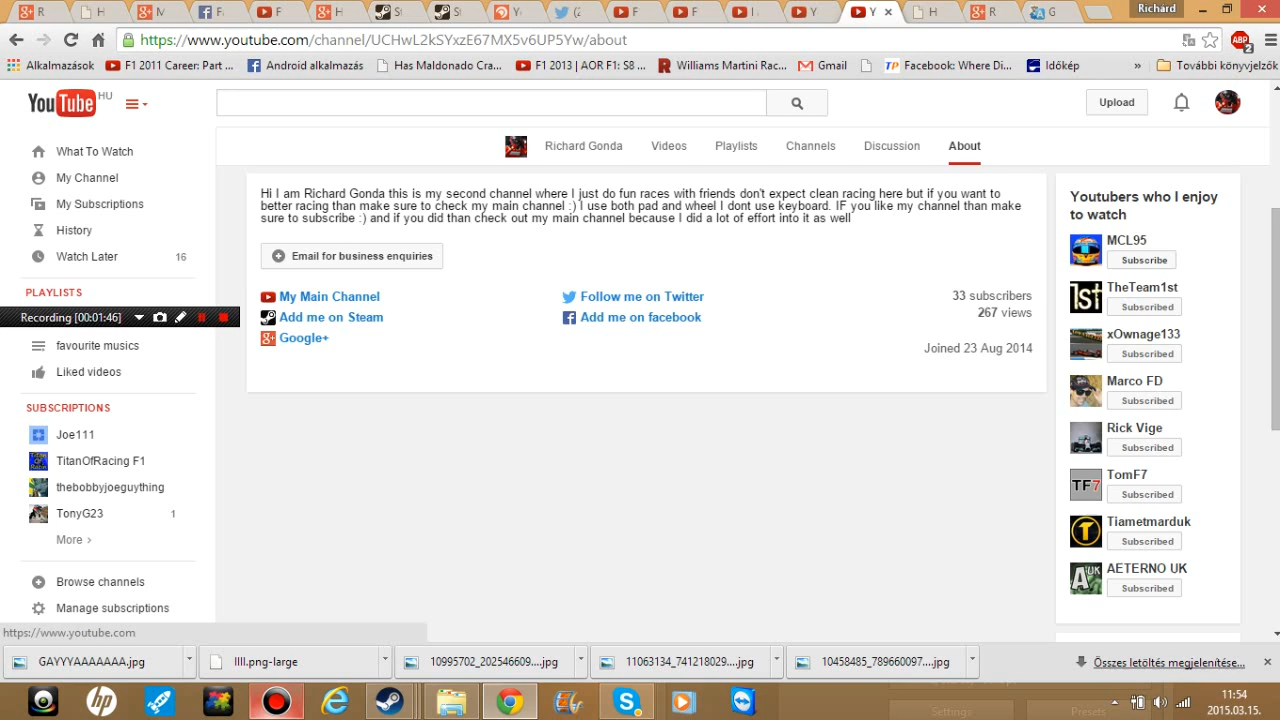 Richard
https://www.youtube.com/channel/UCHwL2kSYxzE67MX5v6UP5Yw/about
Alkalmazások
F1 2011 Career: Part ...
Android alkalmazás
Has Maldonado Cra...
F1 2013 | AOR F1: S8 ...
Williams Martini Rac...
Gmail
Facebook: Where Di...
Időkép
»
További könyvjelzők
YouTube HU
Upload
Richard Gonda
Videos
Playlists
Channels
Discussion
About
What To Watch
My Channel
My Subscriptions
History
Watch Later 16
PLAYLISTS
Recording [00:01:46]
favourite musics
Liked videos
SUBSCRIPTIONS
Joe111
TitanOfRacing F1
thebobbyjoeguything
TonyG23 1
More ›
Browse channels
Manage subscriptions
https://www.youtube.com
Hi I am Richard Gonda this is my second channel where I just do fun races with friends don't expect clean racing here but if you want to
better racing than make sure to check my main channel :) I use both pad and wheel I dont use keyboard. IF you like my channel than make
sure to subscribe :) and if you did than check out my main channel because I did a lot of effort into it as well
Email for business enquiries
My Main Channel
Follow me on Twitter
33 subscribers
Add me on Steam
Add me on facebook
267 views
Google+
Joined 23 Aug 2014
Youtubers who I enjoy
to watch
MCL95
Subscribe
TheTeam1st
Subscribed
xOwnage133
Subscribed
Marco FD
Subscribed
Rick Vige
Subscribed
TomF7
Subscribed
Tiametmarduk
Subscribed
AETERNO UK
Subscribed
GAYYYAAAAAAA.jpg
llll.png-large
10995702_202546609....jpg
11063134_74121802....jpg
10458485_789660097....jpg
Összes letöltés megjelenítése...
11:54
2015.03.15.
Settings
Presets